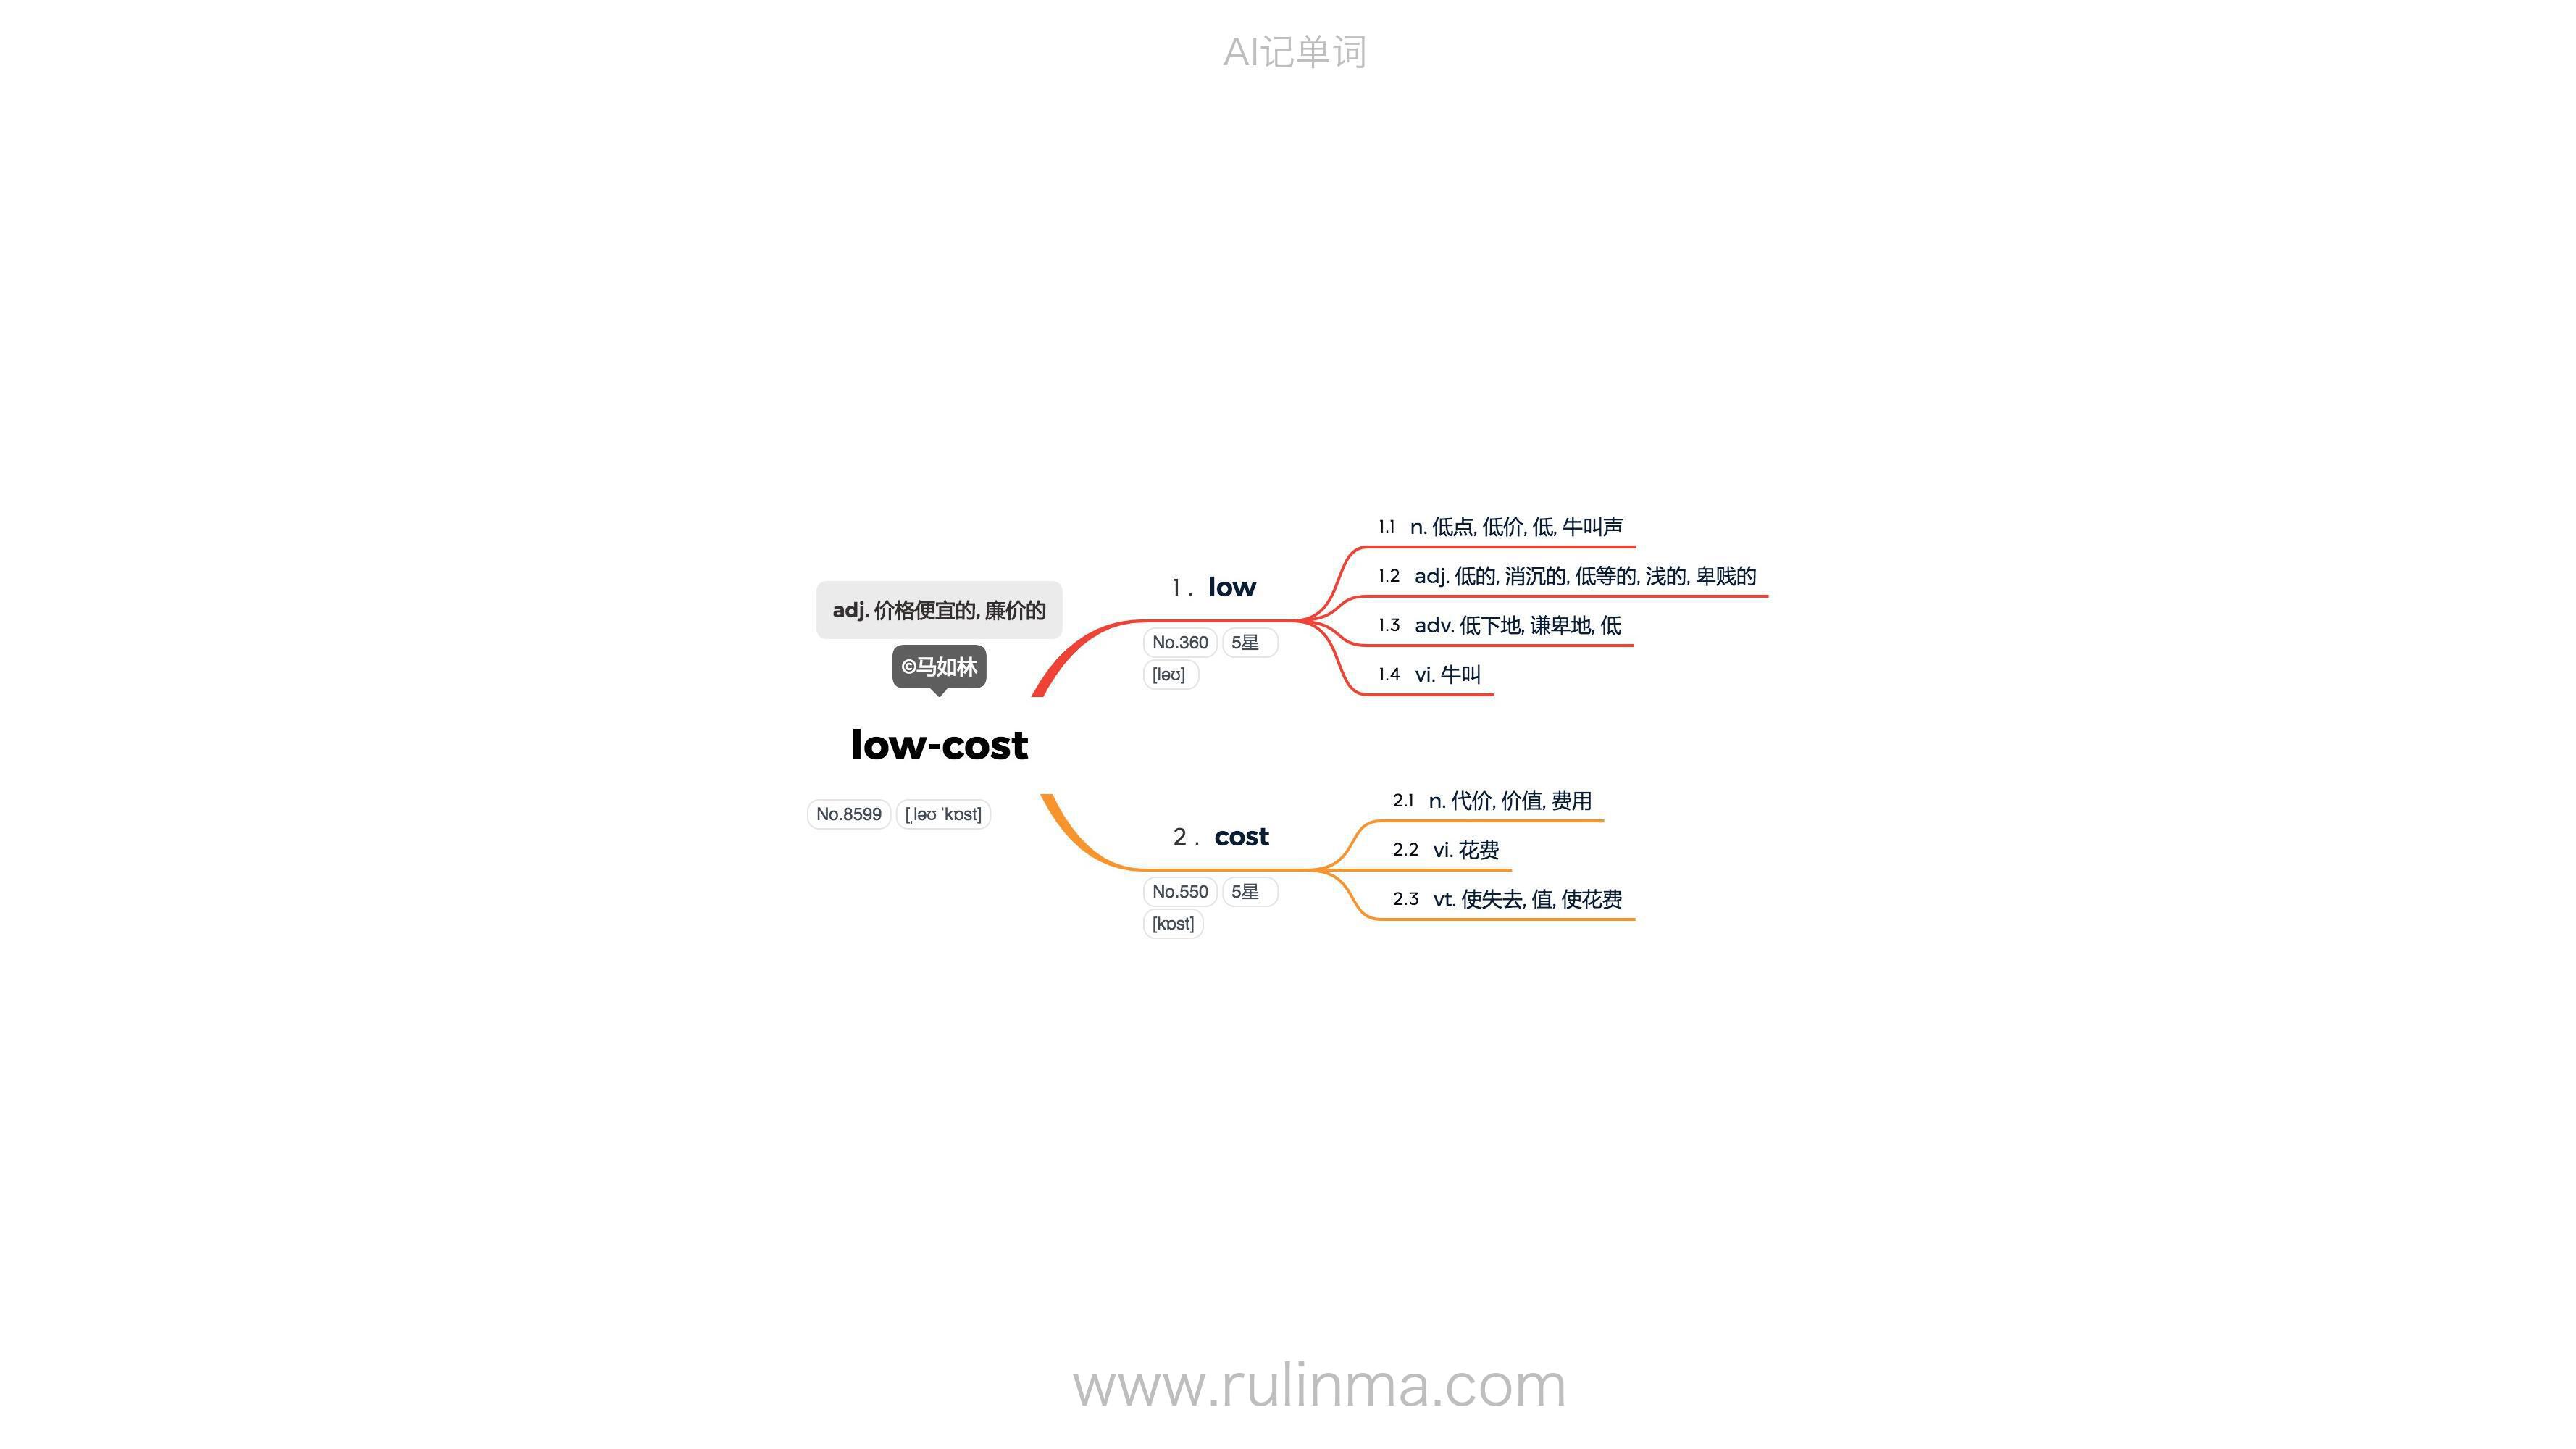 AI记单词
adj. 价格便宜的, 廉价的
©马如林
low-cost
No.8599 [ˌləʊ ˈkɒst]
1. low
No.360 5星
[ləʊ]
1.1 n. 低点, 低价, 低, 牛叫声
1.2 adj. 低的, 消沉的, 低等的, 浅的, 卑贱的
1.3 adv. 低下地, 谦卑地, 低
1.4 vi. 牛叫
2. cost
No.550 5星
[kɒst]
2.1 n. 代价, 价值, 费用
2.2 vi. 花费
2.3 vt. 使失去, 值, 使花费
www.rulinma.com